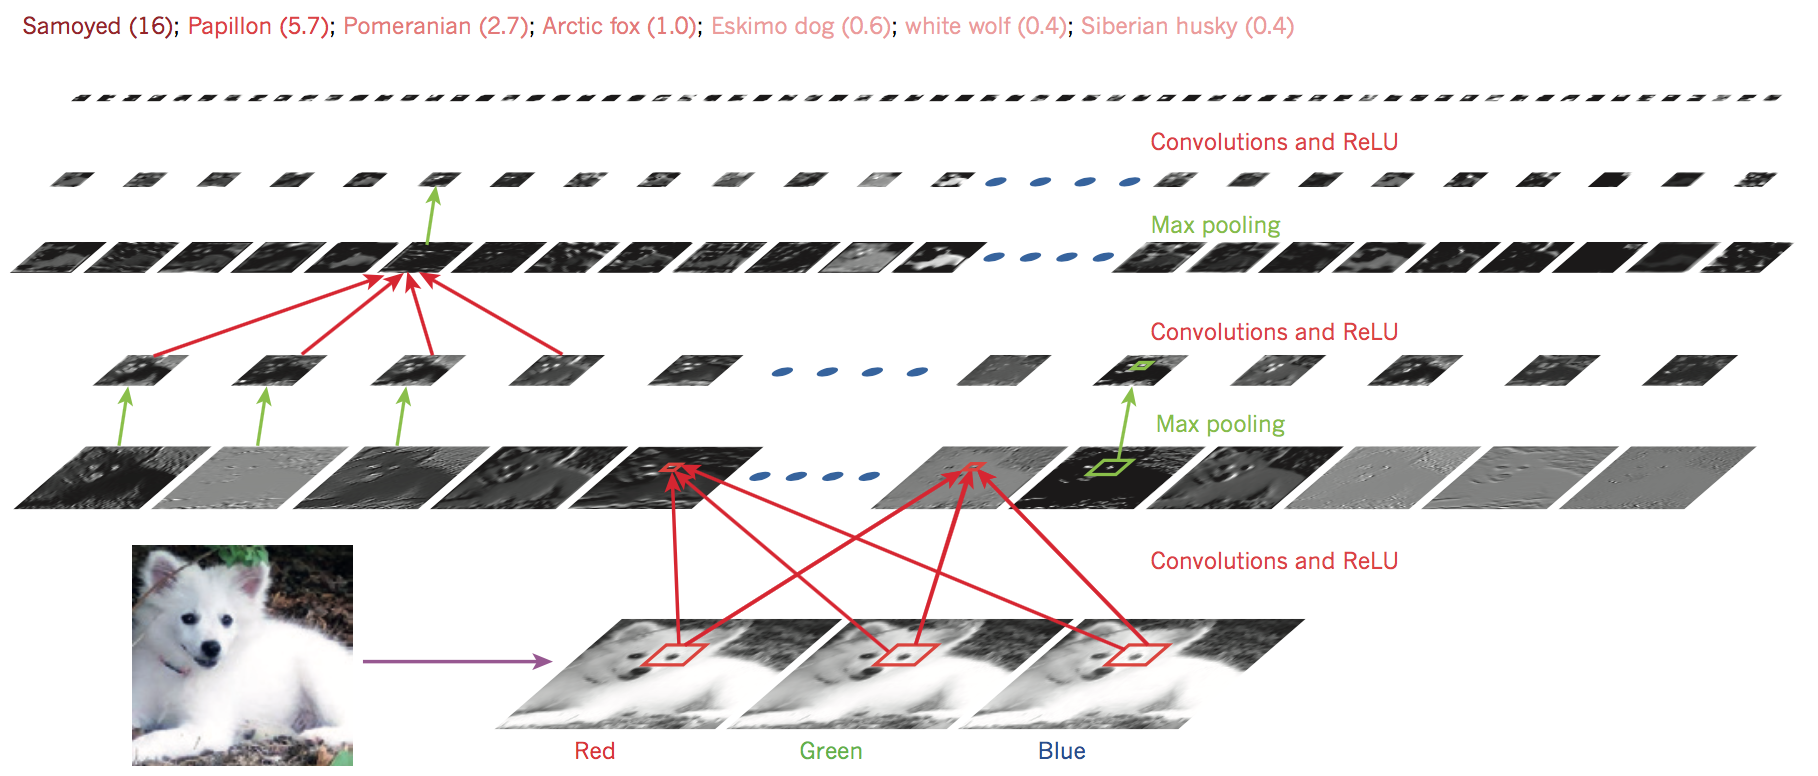 Samoyed (16); Papillon (5.7); Pomeranian (2.7); Arctic fox (1.0); Eskimo dog (0.6); white wolf (0.4); Siberian husky (0.4)
Convolutions and ReLU
Max pooling
Convolutions and ReLU
Max pooling
Convolutions and ReLU
Red Green Blue